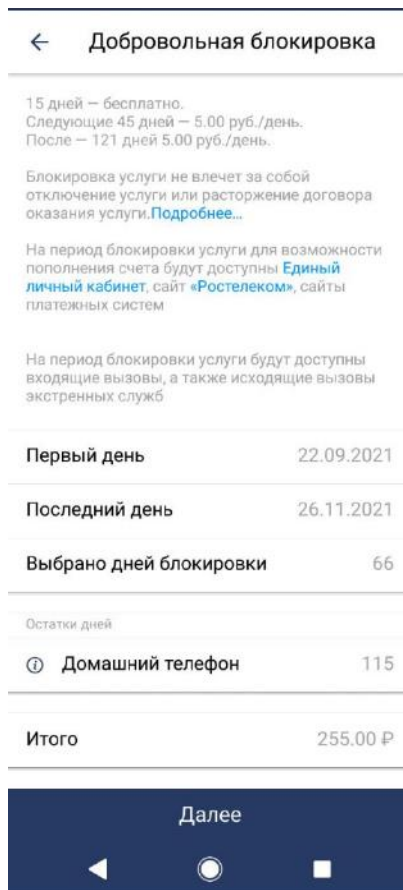 Добровольная блокировка
15 дней — бесплатно.
Следующие 45 дней — 5.00 руб./день.
После — 121 дней 5.00 руб./день.
Блокировка услуги не влечет за собой
отключение услуги или расторжение договора
оказания услуги.Подробнее...
На период блокировки услуги для возможности
пополнения счета будут доступны Единый
личный кабинет, сайт «Ростелеком», сайты
платежных систем
На период блокировки услуги будут доступны
входящие вызовы, а также исходящие вызовы
экстренных служб
Первый день 22.09.2021
Последний день 26.11.2021
Выбрано дней блокировки 66
Остатки дней
Домашний телефон 115
Итого 255.00 ₽
Далее